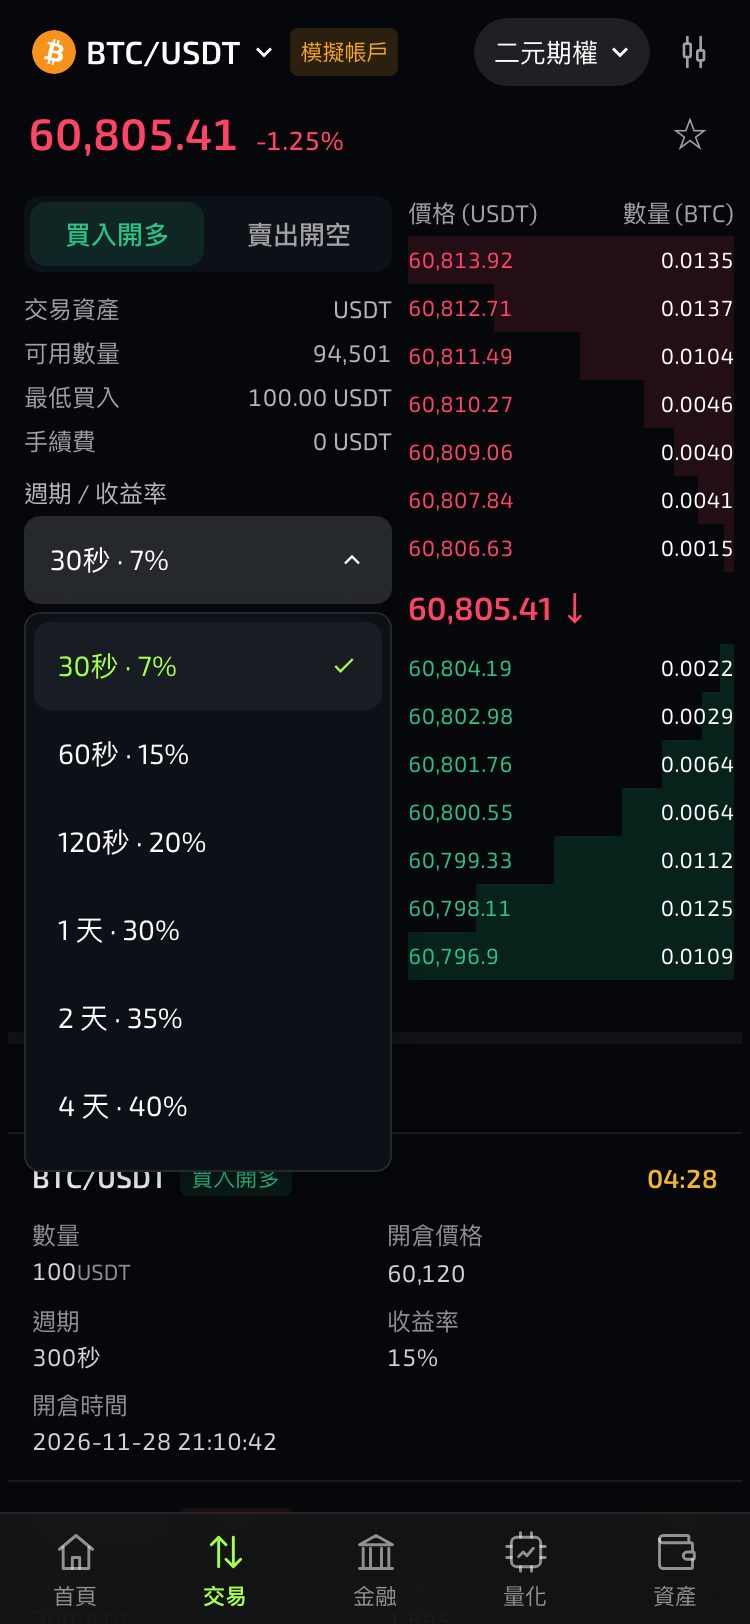 BTC/USDT 模擬帳戶 二元期權
60,805.41 -1.25%
買入開多 賣出開空
交易資產 USDT
可用數量 94,501
最低買入 100.00 USDT
手續費 0 USDT
週期 / 收益率
30秒 · 7%
30秒 · 7%
60秒 · 15%
120秒 · 20%
1 天 · 30%
2 天 · 35%
4 天 · 40%
價格 (USDT) 數量 (BTC)
60,813.92 0.0135
60,812.71 0.0137
60,811.49 0.0104
60,810.27 0.0046
60,809.06 0.0040
60,807.84 0.0041
60,806.63 0.0015
60,805.41 ↓
60,804.19 0.0022
60,802.98 0.0029
60,801.76 0.0064
60,800.55 0.0064
60,799.33 0.0112
60,798.11 0.0125
60,796.9 0.0109
BTC/USDT 買入開多 04:28
數量 開倉價格
100USDT 60,120
週期 收益率
300秒 15%
開倉時間
2026-11-28 21:10:42
首頁 交易 金融 量化 資產